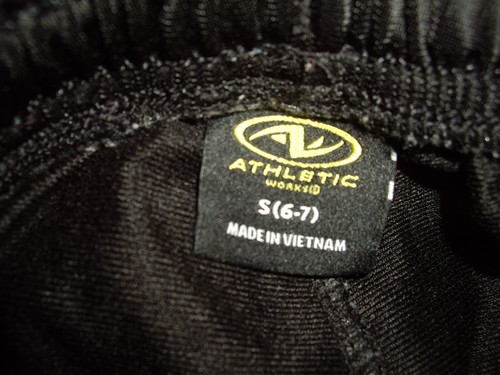 ATHLETIC
WORKS®
S(6-7)
MADE IN VIETNAM